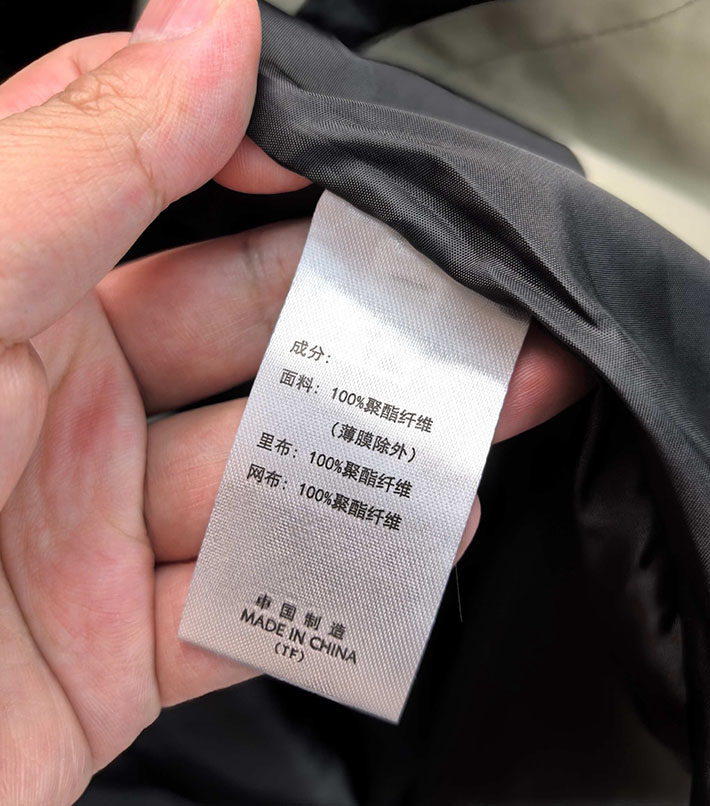 成分：
面料：100%聚酯纤维
（薄膜除外）
里布：100%聚酯纤维
网布：100%聚酯纤维
中国制造
MADE IN CHINA
(TF)